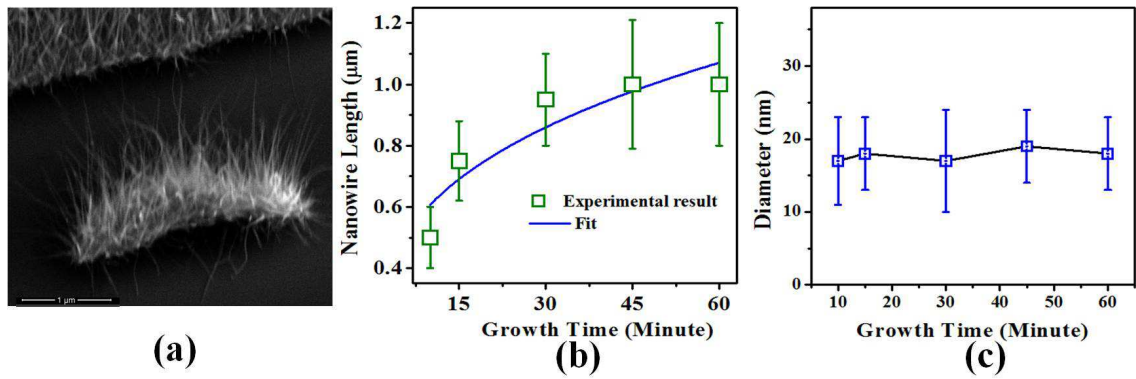 1 µm
(a)
Nanowire Length (µm)
1.2
1.0
0.8
0.6
0.4
Experimental result
Fit
15 30 45 60
Growth Time (Minute)
(b)
Diameter (nm)
30
20
10
0
10 20 30 40 50 60
Growth Time (Minute)
(c)